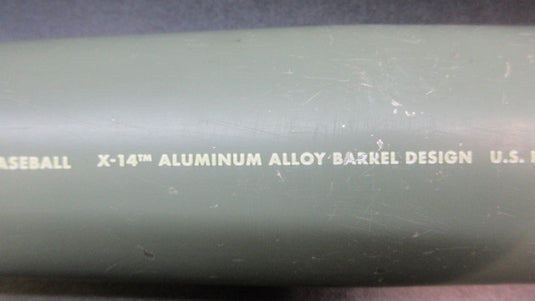 ASEBALL X-14™ ALUMINUM ALLOY BARREL DESIGN U.S.